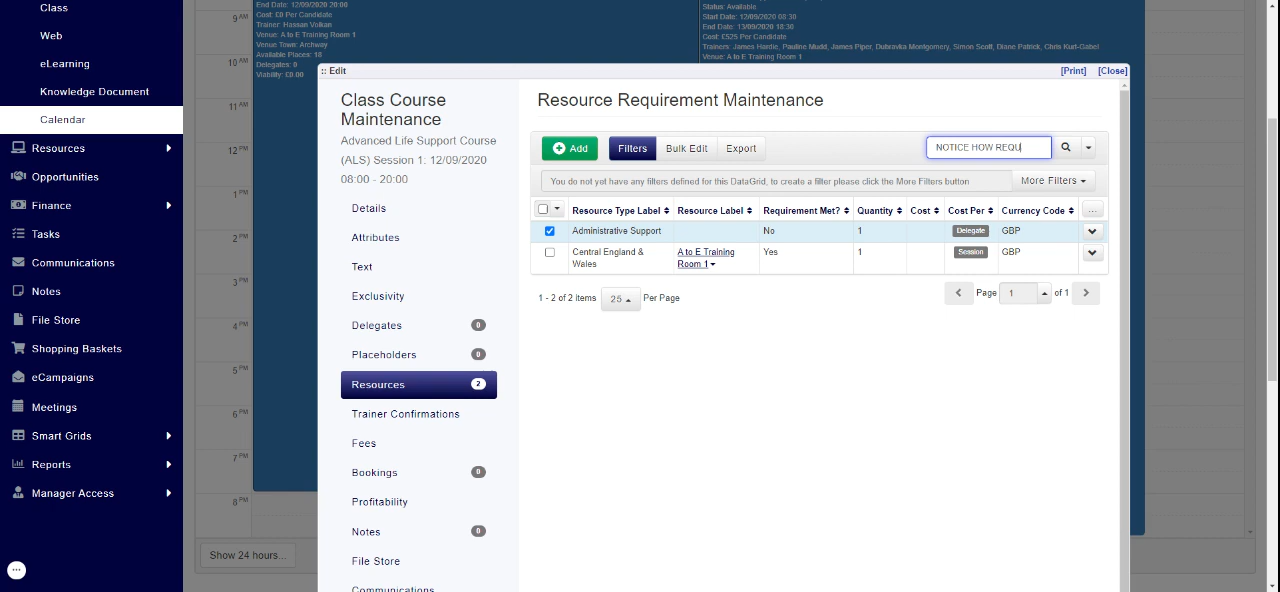 Class
Web
eLearning
Knowledge Document
Calendar
Resources
Opportunities
Finance
Tasks
Communications
Notes
File Store
Shopping Baskets
eCampaigns
Meetings
Smart Grids
Reports
Manager Access
9 AM
10 AM
11 AM
12 PM
1 PM
2 PM
3 PM
4 PM
5 PM
6 PM
7 PM
8 PM
End Date: 12/09/2020 20:00
Cost: £0 Per Candidate
Trainer: Hassan Volkan
Venue: A to E Training Room 1
Venue Town: Archway
Available Places: 18
Delegates: 0
Viability: £0.00
Status: Available
Start Date: 12/09/2020 08:30
End Date: 13/09/2020 18:30
Cost: £525 Per Candidate
Trainers: James Hardie, Pauline Mudd, James Piper, Dubravka Montgomery, Simon Scott, Diane Patrick, Chris Kurt-Gabel
Venue: A to E Training Room 1
Show 24 hours...
:: Edit
[Print] [Close]
Class Course
Maintenance
Advanced Life Support Course
(ALS) Session 1: 12/09/2020
08:00 - 20:00
Details
Attributes
Text
Exclusivity
Delegates 0
Placeholders 0
Resources 2
Trainer Confirmations
Fees
Bookings 0
Profitability
Notes 0
File Store
Communications
Resource Requirement Maintenance
Add Filters Bulk Edit Export NOTICE HOW REQU
You do not yet have any filters defined for this DataGrid, to create a filter please click the More Filters button More Filters
Resource Type Label Resource Label Requirement Met? Quantity Cost Cost Per Currency Code ...
Administrative Support No 1 Delegate GBP
Central England & Wales A to E Training Room 1 Yes 1 Session GBP
1 - 2 of 2 items 25 Per Page Page 1 of 1